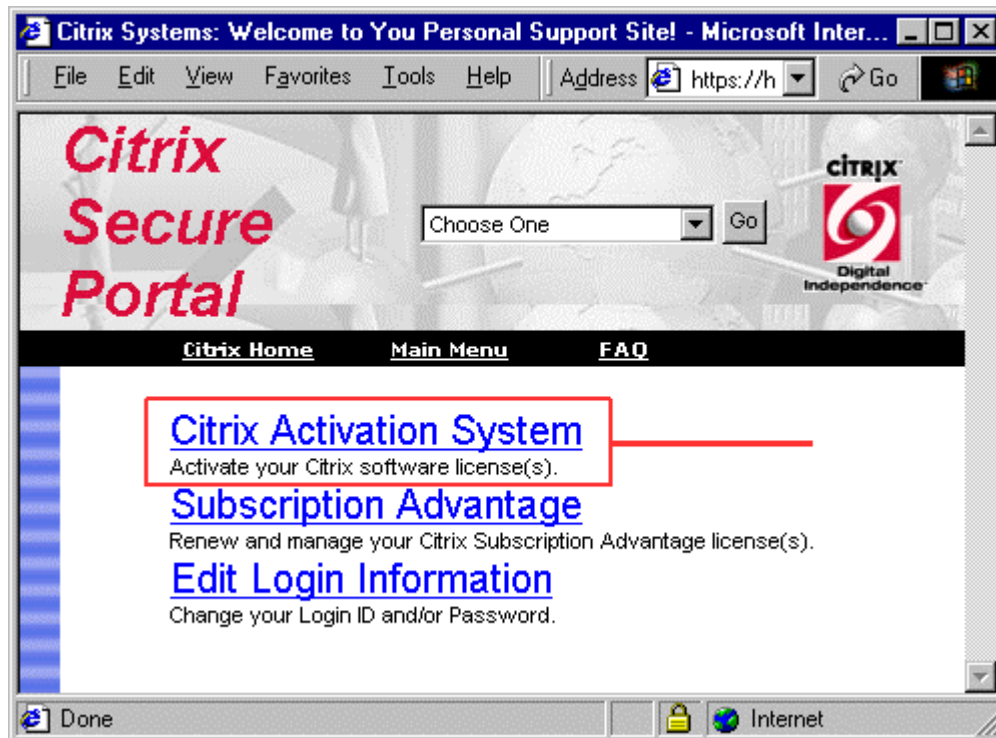 Citrix Systems: Welcome to You Personal Support Site! - Microsoft Inter...
File Edit View Favorites Tools Help Address https://h Go
Citrix
Secure
Portal
Choose One Go
CİTRIX
Digital
Independence
Citrix Home Main Menu FAQ
Citrix Activation System
Activate your Citrix software license(s).
Subscription Advantage
Renew and manage your Citrix Subscription Advantage license(s).
Edit Login Information
Change your Login ID and/or Password.
Done Internet